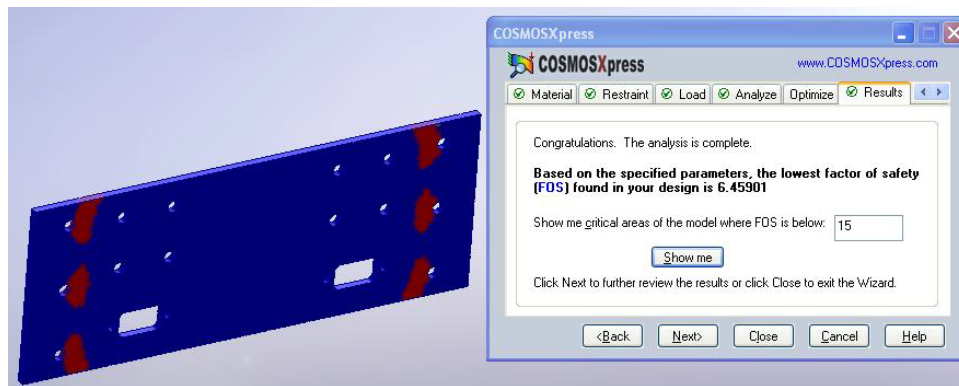 COSMOSXpress
COSMOSXpress
www.COSMOSXpress.com
Material Restraint Load Analyze Optimize Results
Congratulations. The analysis is complete.
Based on the specified parameters, the lowest factor of safety
(FOS) found in your design is 6.45901
Show me critical areas of the model where FOS is below: 15
Show me
Click Next to further review the results or click Close to exit the Wizard.
<Back Next> Close Cancel Help